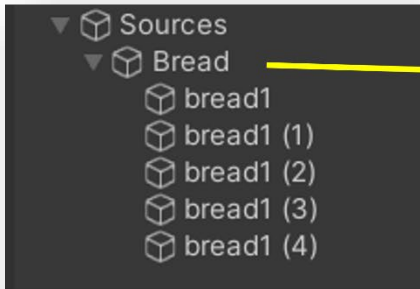 Sources
Bread
bread1
bread1 (1)
bread1 (2)
bread1 (3)
bread1 (4)